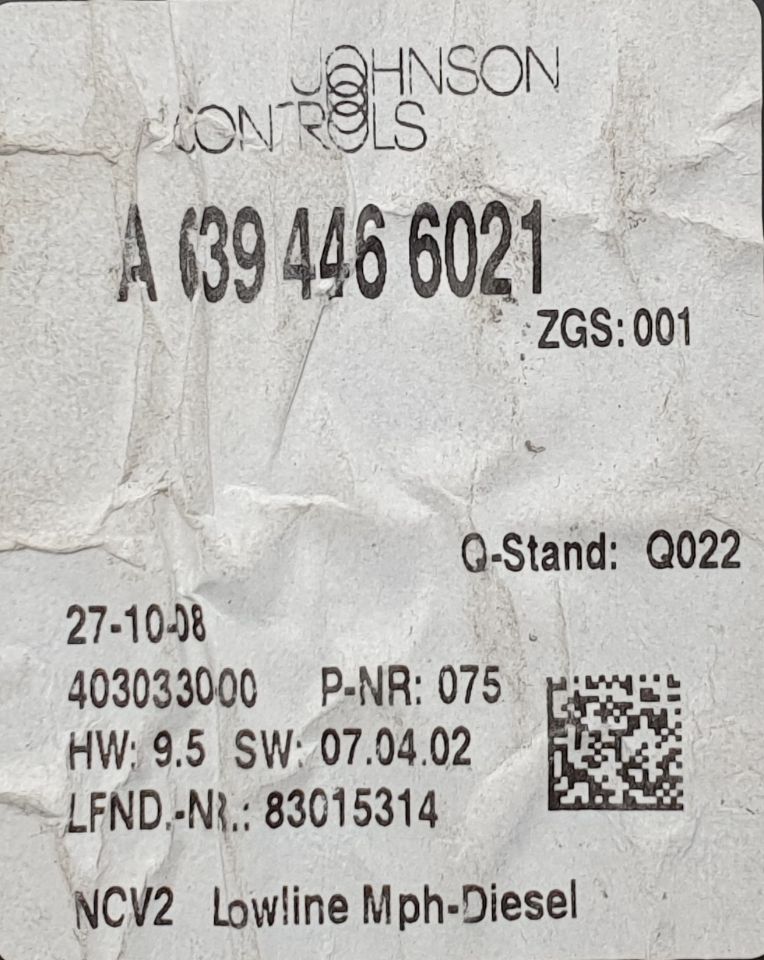 JOHNSON
CONTROLS
A 639 446 6021
ZGS: 001
Q-Stand: Q022
27-10-08
403033000 P-NR: 075
HW: 9.5 SW: 07.04.02
LFND.-NR.: 83015314
NCV2 Lowline Mph-Diesel